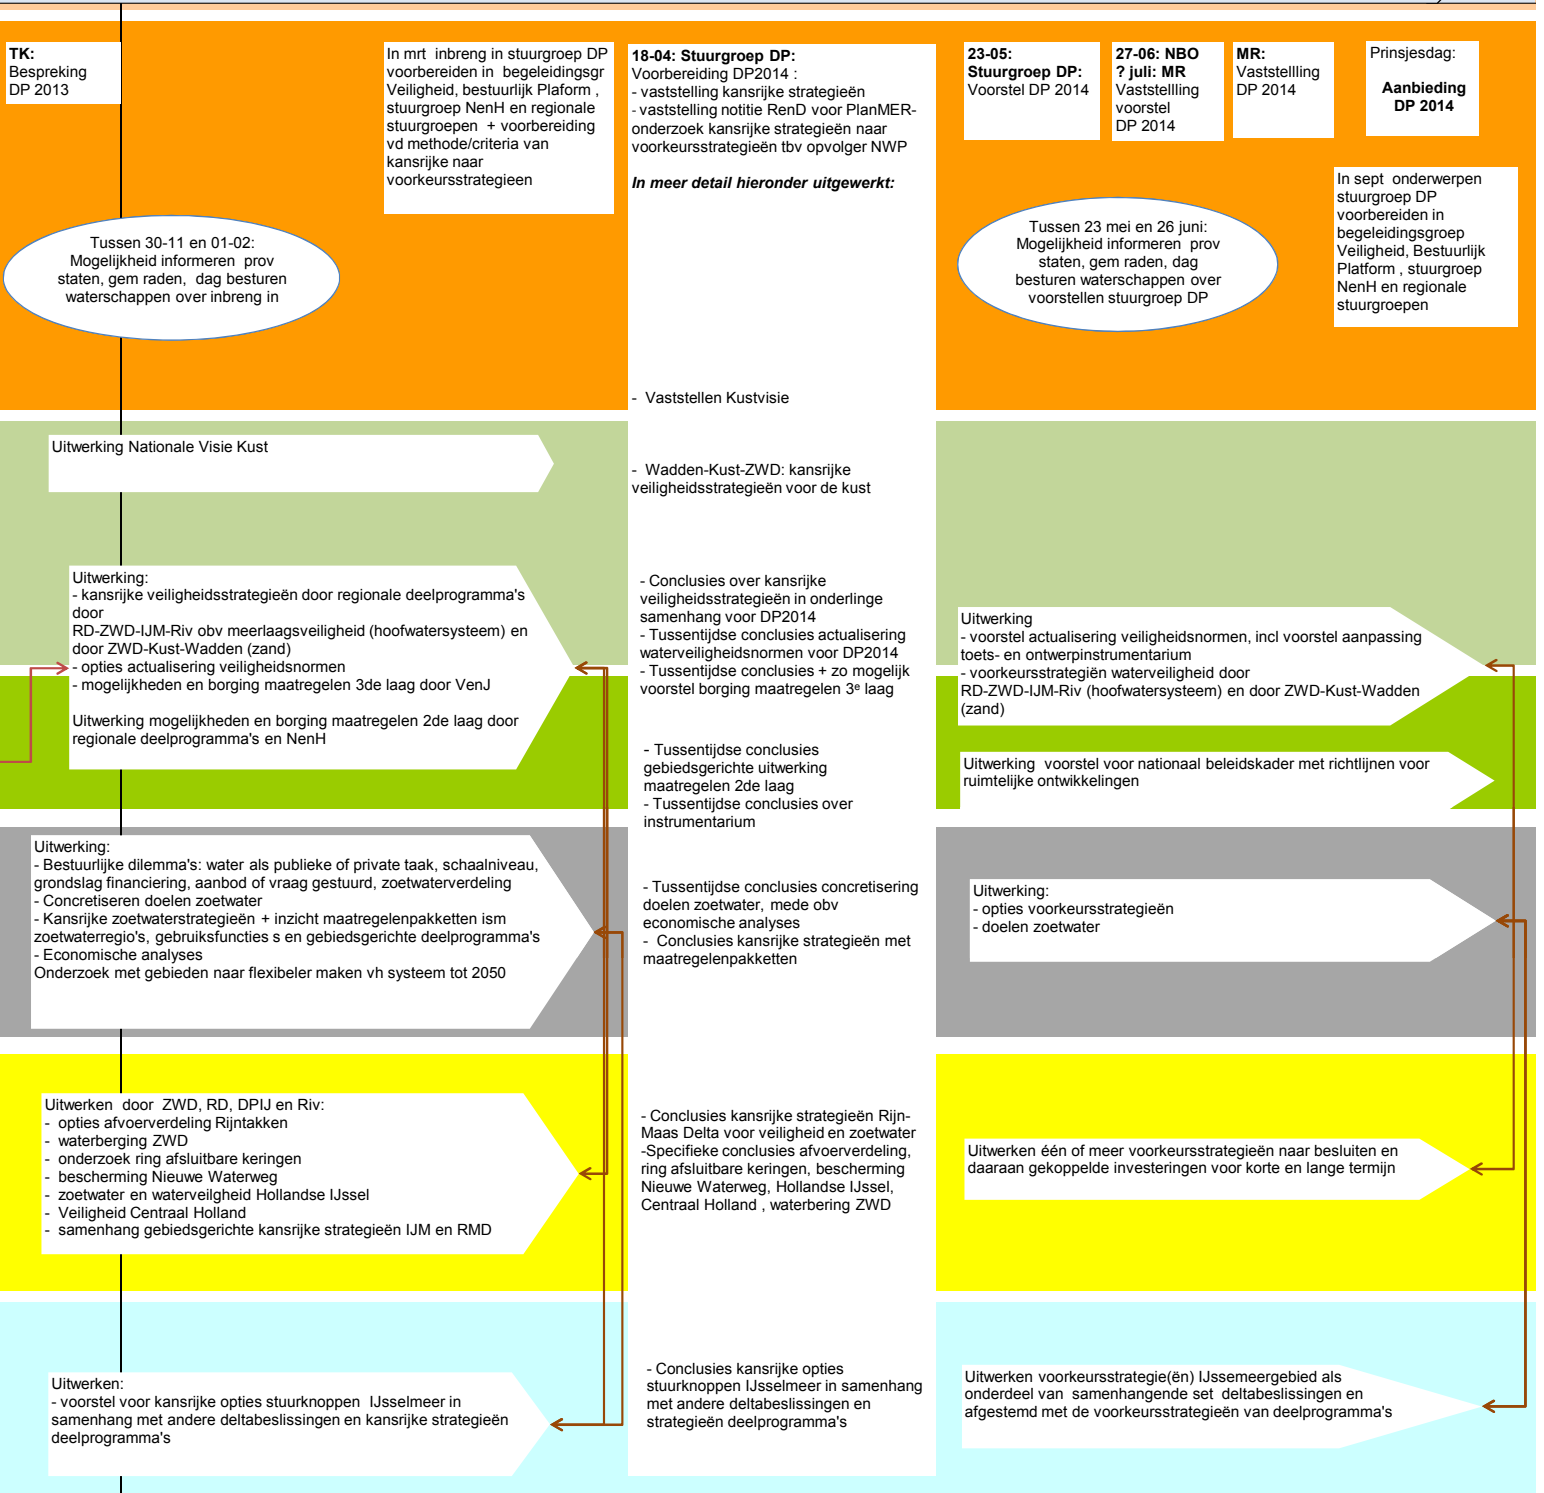 TK:
Bespreking
DP 2013
In mrt inbreng in stuurgroep DP
voorbereiden in begeleidingsgr
Veiligheid, bestuurlijk Plaform ,
stuurgroep NenH en regionale
stuurgroepen + voorbereiding
vd methode/criteria van
kansrijke naar
voorkeursstrategieen
18-04: Stuurgroep DP:
Voorbereiding DP2014 :
- vaststelling kansrijke strategieën
- vaststelling notitie RenD voor PlanMER-
onderzoek kansrijke strategieën naar
voorkeursstrategieën tbv opvolger NWP
In meer detail hieronder uitgewerkt:
23-05:
Stuurgroep DP:
Voorstel DP 2014
27-06: NBO
? juli: MR
Vaststellling
voorstel
DP 2014
MR:
Vaststellling
DP 2014
Prinsjesdag:
Aanbieding
DP 2014
In sept onderwerpen
stuurgroep DP
voorbereiden in
begeleidingsgroep
Veiligheid, Bestuurlijk
Platform , stuurgroep
NenH en regionale
stuurgroepen
Tussen 30-11 en 01-02:
Mogelijkheid informeren prov
staten, gem raden, dag besturen
waterschappen over inbreng in
Tussen 23 mei en 26 juni:
Mogelijkheid informeren prov
staten, gem raden, dag
besturen waterschappen over
voorstellen stuurgroep DP
- Vaststellen Kustvisie
Uitwerking Nationale Visie Kust
- Wadden-Kust-ZWD: kansrijke
veiligheidsstrategieën voor de kust
Uitwerking:
- kansrijke veiligheidsstrategieën door regionale deelprogramma's
door
RD-ZWD-IJM-Riv obv meerlaagsveiligheid (hoofwatersysteem) en
door ZWD-Kust-Wadden (zand)
- opties actualisering veiligheidsnormen
- mogelijkheden en borging maatregelen 3de laag door VenJ
Uitwerking mogelijkheden en borging maatregelen 2de laag door
regionale deelprogramma's en NenH
- Conclusies over kansrijke
veiligheidsstrategieën in onderlinge
samenhang voor DP2014
- Tussentijdse conclusies actualisering
waterveiligheidsnormen voor DP2014
- Tussentijdse conclusies + zo mogelijk
voorstel borging maatregelen 3e laag
- Tussentijdse conclusies
gebiedsgerichte uitwerking
maatregelen 2de laag
- Tussentijdse conclusies over
instrumentarium
Uitwerking
- voorstel actualisering veiligheidsnormen, incl voorstel aanpassing
toets- en ontwerpinstrumentarium
- voorkeursstrategiën waterveiligheid door
RD-ZWD-IJM-Riv (hoofwatersysteem) en door ZWD-Kust-Wadden
(zand)
Uitwerking voorstel voor nationaal beleidskader met richtlijnen voor
ruimtelijke ontwikkelingen
Uitwerking:
- Bestuurlijke dilemma's: water als publieke of private taak, schaalniveau,
grondslag financiering, aanbod of vraag gestuurd, zoetwaterverdeling
- Concretiseren doelen zoetwater
- Kansrijke zoetwaterstrategieën + inzicht maatregelenpakketten ism
zoetwaterregio's, gebruiksfuncties s en gebiedsgerichte deelprogramma's
- Economische analyses
Onderzoek met gebieden naar flexibeler maken vh systeem tot 2050
- Tussentijdse conclusies concretisering
doelen zoetwater, mede obv
economische analyses
- Conclusies kansrijke strategieën met
maatregelenpakketten
Uitwerking:
- opties voorkeursstrategieën
- doelen zoetwater
Uitwerken door ZWD, RD, DPIJ en Riv:
- opties afvoerverdeling Rijntakken
- waterberging ZWD
- onderzoek ring afsluitbare keringen
- bescherming Nieuwe Waterweg
- zoetwater en waterveilgheid Hollandse IJssel
- Veiligheid Centraal Holland
- samenhang gebiedsgerichte kansrijke strategieën IJM en RMD
- Conclusies kansrijke strategieën Rijn-
Maas Delta voor veiligheid en zoetwater
-Specifieke conclusies afvoerverdeling,
ring afsluitbare keringen, bescherming
Nieuwe Waterweg, Hollandse IJssel,
Centraal Holland , waterbering ZWD
Uitwerken één of meer voorkeursstrategieën naar besluiten en
daaraan gekoppelde investeringen voor korte en lange termijn
Uitwerken:
- voorstel voor kansrijke opties stuurknoppen IJsselmeer in
samenhang met andere deltabeslissingen en kansrijke strategieën
deelprogramma's
- Conclusies kansrijke opties
stuurknoppen IJsselmeer in samenhang
met andere deltabeslissingen en
strategieën deelprogramma's
Uitwerken voorkeursstrategie(ën) IJssemeergebied als
onderdeel van samenhangende set deltabeslissingen en
afgestemd met de voorkeursstrategieën van deelprogramma's